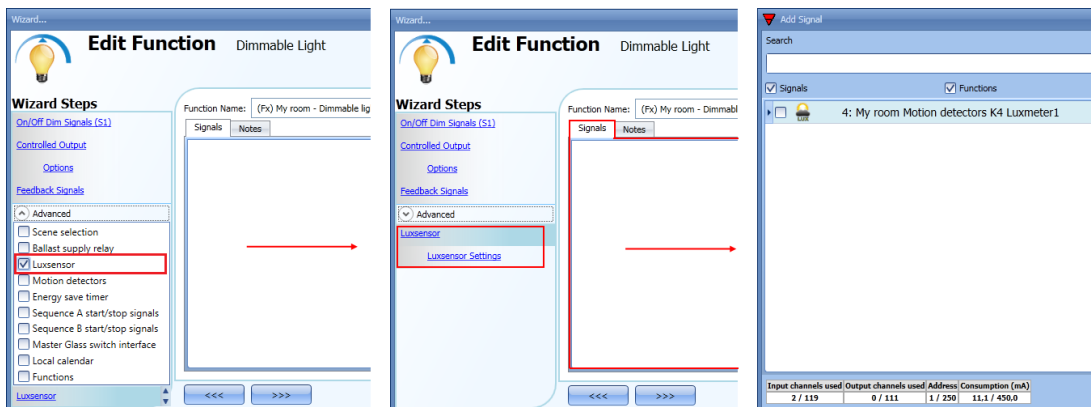 Wizard...
Edit Function Dimmable Light
Wizard Steps
On/Off Dim Signals (S1)
Controlled Output
Options
Feedback Signals
Advanced
Scene selection
Ballast supply relay
Luxsensor
Motion detectors
Energy save timer
Sequence A start/stop signals
Sequence B start/stop signals
Master Glass switch interface
Local calendar
Functions
Luxsensor
Function Name: (Fx) My room - Dimmable lig
Signals Notes
<<< >>>
Wizard...
Edit Function Dimmable Light
Wizard Steps
On/Off Dim Signals (S1)
Controlled Output
Options
Feedback Signals
Advanced
Luxsensor
Luxsensor Settings
Function Name: (Fx) My room - Dimmabl
Signals Notes
<<< >>>
Add Signal
Search
Signals Functions
LUX 4: My room Motion detectors K4 Luxmeter1
Input channels used Output channels used Address Consumption (mA)
2 / 119 0 / 111 1 / 250 11,1 / 450,0